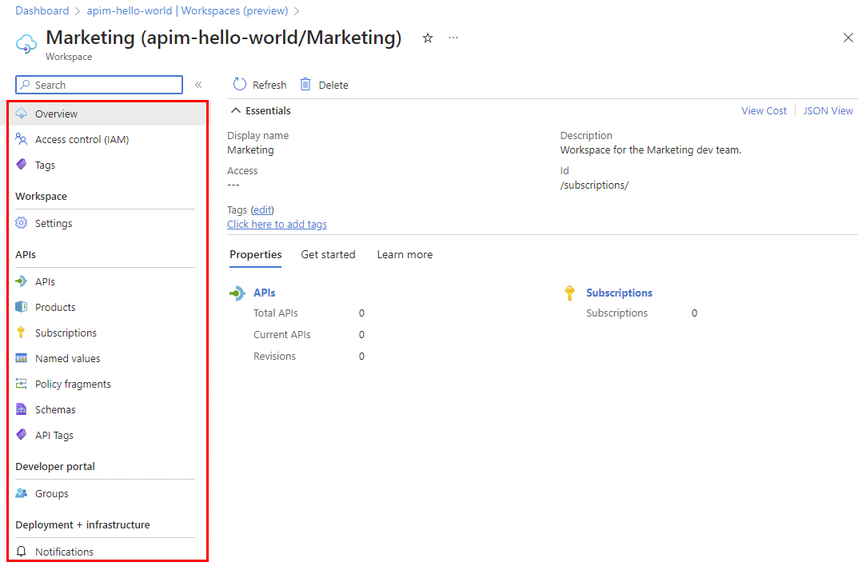 Dashboard > apim-hello-world | Workspaces (preview) >
Marketing (apim-hello-world/Marketing)
Workspace
Search
Refresh Delete
Overview
Access control (IAM)
Tags
Workspace
Settings
APIs
APIs
Products
Subscriptions
Named values
Policy fragments
Schemas
API Tags
Developer portal
Groups
Deployment + infrastructure
Notifications
Essentials
View Cost JSON View
Display name
Marketing
Access
---
Description
Workspace for the Marketing dev team.
Id
/subscriptions/
Tags (edit)
Click here to add tags
Properties Get started Learn more
APIs
Total APIs 0
Current APIs 0
Revisions 0
Subscriptions
Subscriptions 0